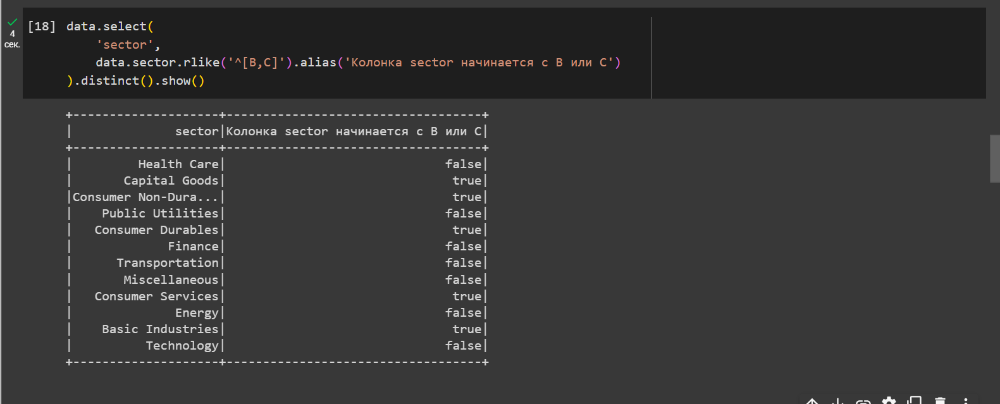 [18] data.select(
'sector',
data.sector.rlike('^[B,C]').alias('Колонка sector начинается с В или С')
).distinct().show()
4
сек.
+--------------------+-----------------------------------+
|              sector|Колонка sector начинается с В или С|
+--------------------+-----------------------------------+
|         Health Care|                              false|
|       Capital Goods|                               true|
|Consumer Non-Dura...|                               true|
|    Public Utilities|                              false|
|   Consumer Durables|                               true|
|             Finance|                              false|
|      Transportation|                              false|
|       Miscellaneous|                              false|
|   Consumer Services|                               true|
|              Energy|                              false|
|    Basic Industries|                               true|
|          Technology|                              false|
+--------------------+-----------------------------------+